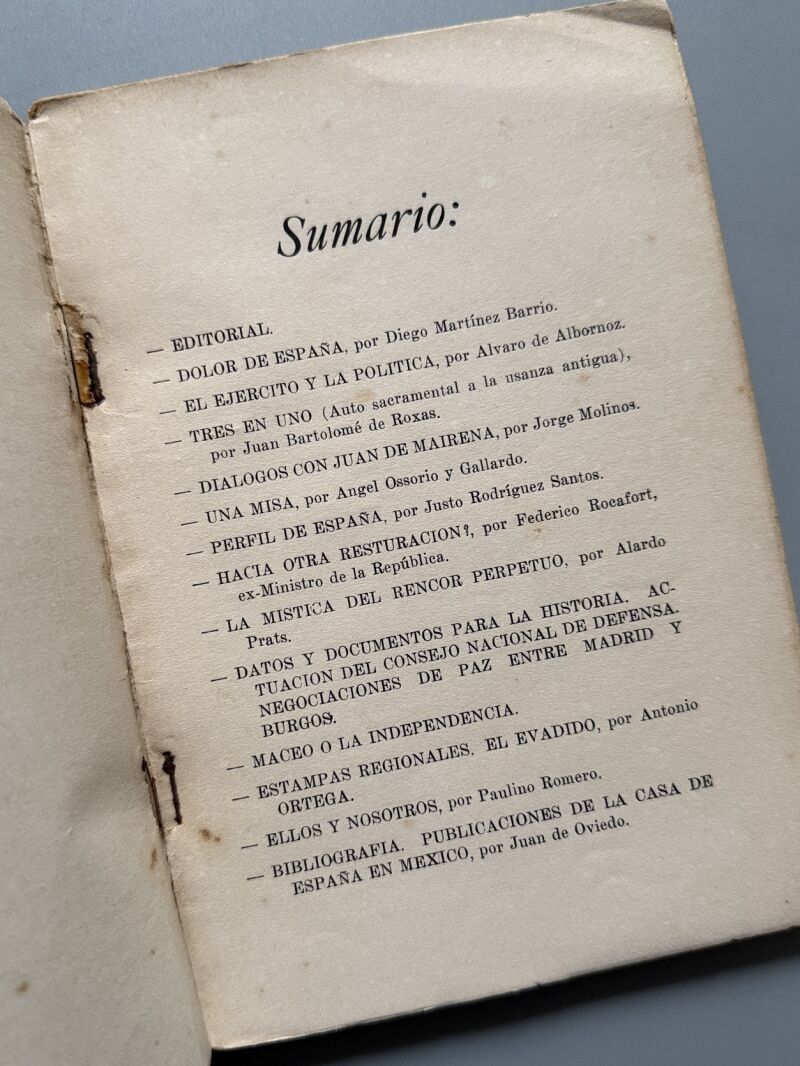 Sumario:
— EDITORIAL.
— DOLOR DE ESPAÑA, por Diego Martínez Barrio.
— EL EJERCITO Y LA POLITICA, por Alvaro de Albornoz.
— TRES EN UNO (Auto sacramental a la usanza antigua),
por Juan Bartolomé de Roxas.
— DIALOGOS CON JUAN DE MAIRENA, por Jorge Molinos.
— UNA MISA, por Angel Ossorio y Gallardo.
— PERFIL DE ESPAÑA, por Justo Rodríguez Santos.
— HACIA OTRA RESTURACION?, por Federico Rocafort,
ex-Ministro de la República.
— LA MISTICA DEL RENCOR PERPETUO, por Alardo
Prats.
— DATOS Y DOCUMENTOS PARA LA HISTORIA. AC-
TUACION DEL CONSEJO NACIONAL DE DEFENSA.
NEGOCIACIONES DE PAZ ENTRE MADRID Y
BURGOS.
— MACEO O LA INDEPENDENCIA.
— ESTAMPAS REGIONALES. EL EVADIDO, por Antonio
ORTEGA.
— ELLOS Y NOSOTROS, por Paulino Romero.
— BIBLIOGRAFIA. PUBLICACIONES DE LA CASA DE
ESPAÑA EN MEXICO, por Juan de Oviedo.